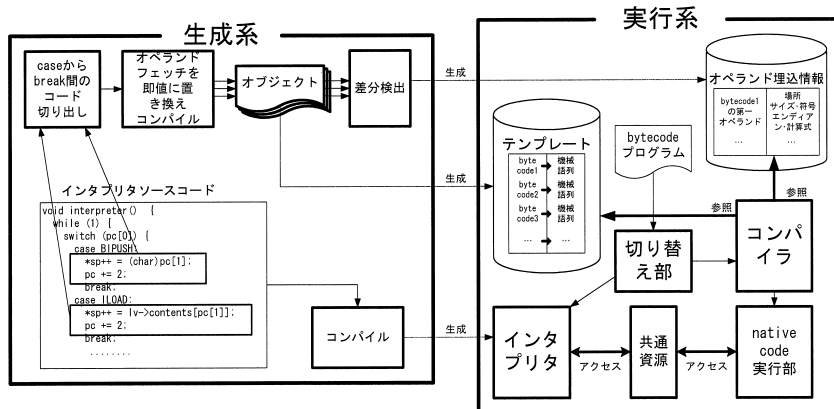 生成系
caseから
break間の
コード
切り出し
オペランド
フェッチを
即値に置
き換え
コンパイル
オブジェクト
差分検出
インタプリタソースコード
void interpreter() {
while (1) {
switch (pc[0]) {
case BIPUSH:
*sp++ = (char)pc[1];
pc += 2;
break;
case ILOAD:
*sp++ = lv->contents[pc[1]];
pc += 2;
break;
........
コンパイル
生成
生成
生成
実行系
オペランド埋込情報
bytecode1
の第一
オペランド
...
場所
サイズ・符号
エンディア
ン・計算式
...
テンプレート
byte
code1
機械
語列
byte
code2
機械
語列
byte
code3
機械
語列
...
...
bytecode
プログラム
参照
参照
切り替
え部
コンパ
イラ
インタ
プリタ
アクセス
共通
資源
アクセス
native
code
実行部